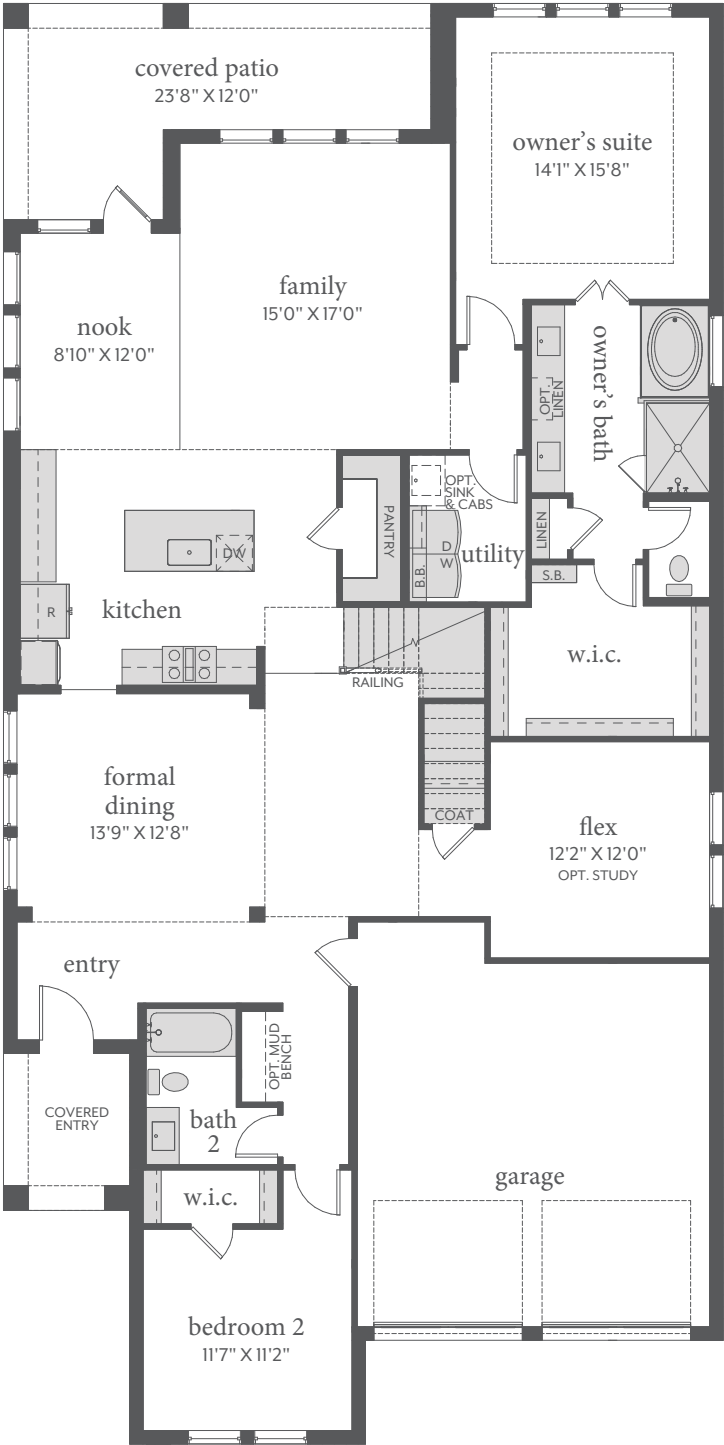 covered patio
23'8" X 12'0"
owner's suite
14'1" X 15'8"
family
15'0" X 17'0"
nook
8'10" X 12'0"
owner's bath
OPT.
LINEN
OPT.
SINK
& CABS
PANTRY
DW
D
W
B.B.
utility
LINEN
S.B.
R
kitchen
RAILING
w.i.c.
formal
dining
13'9" X 12'8"
COAT
flex
12'2" X 12'0"
OPT. STUDY
entry
OPT. MUD
BENCH
COVERED
ENTRY
bath
2
garage
w.i.c.
bedroom 2
11'7" X 11'2"